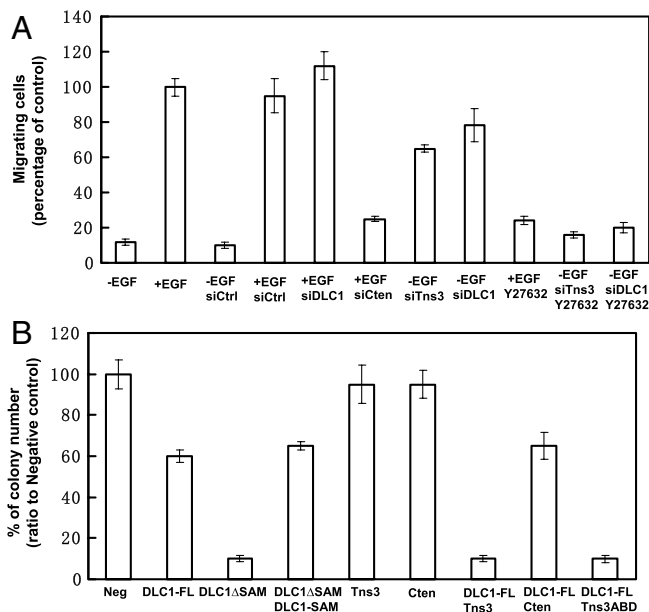 A
Migrating cells
(percentage of control)
140
120
100
80
60
40
20
0
-EGF
+EGF
-EGF
siCtrl
+EGF
siCtrl
+EGF
siDLC1
+EGF
siCten
-EGF
siTns3
-EGF
siDLC1
+EGF
Y27632
-EGF
siTns3
Y27632
-EGF
siDLC1
Y27632
B
% of colony number
(ratio to Negative control)
120
100
80
60
40
20
0
Neg
DLC1-FL
DLC1ΔSAM
DLC1ΔSAM
DLC1-SAM
Tns3
Cten
DLC1-FL
Tns3
DLC1-FL
Cten
DLC1-FL
Tns3ABD